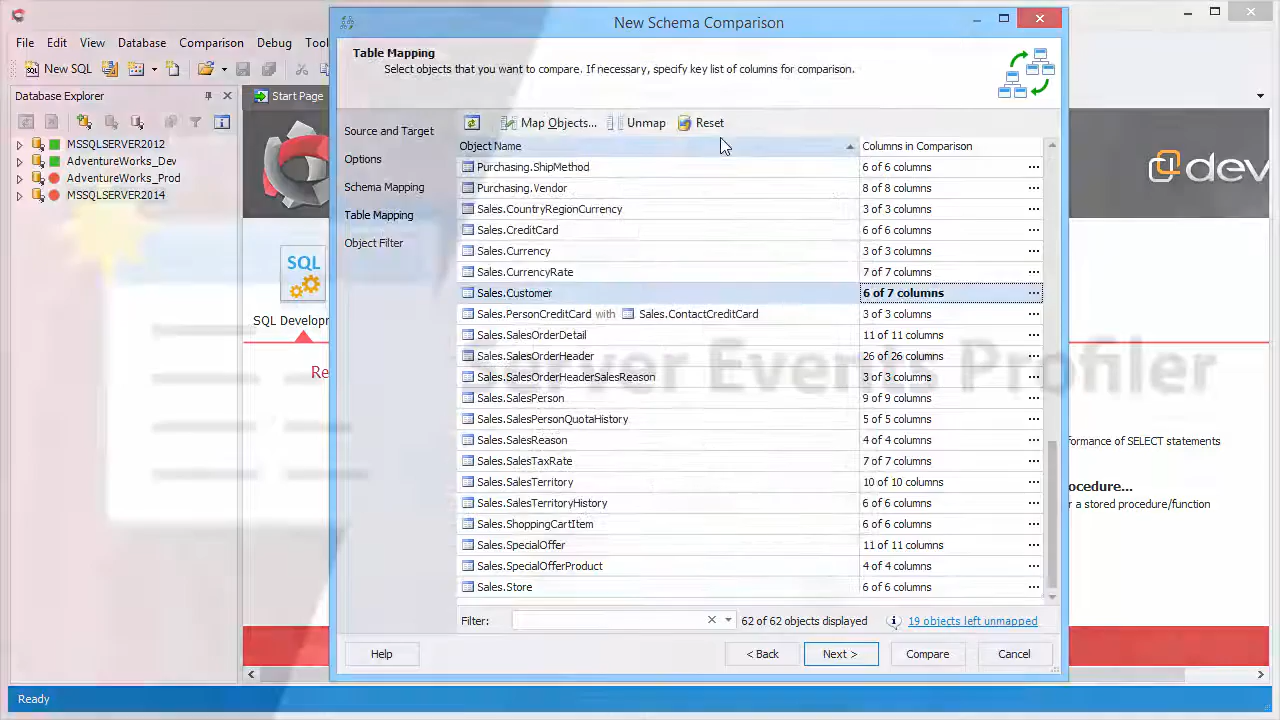 New Schema Comparison
File Edit View Database Comparison Debug Tool
Table Mapping
Select objects that you want to compare. If necessary, specify key list of columns for comparison.
New SQL
Database Explorer
Start Page
MSSQLSERVER2012
AdventureWorks_Dev
AdventureWorks_Prod
MSSQLSERVER2014
SQL
SQL Developr
Re
dev
Source and Target
Options
Schema Mapping
Table Mapping
Object Filter
Map Objects... Unmap Reset
Object Name Columns in Comparison
Purchasing.ShipMethod 6 of 6 columns ...
Purchasing.Vendor 8 of 8 columns ...
Sales.CountryRegionCurrency 3 of 3 columns ...
Sales.CreditCard 6 of 6 columns ...
Sales.Currency 3 of 3 columns ...
Sales.CurrencyRate 7 of 7 columns ...
Sales.Customer 6 of 7 columns ...
Sales.PersonCreditCard with Sales.ContactCreditCard 3 of 3 columns ...
Sales.SalesOrderDetail 11 of 11 columns ...
Sales.SalesOrderHeader 26 of 26 columns ...
Sales.SalesOrderHeaderSalesReason 3 of 3 columns ...
Sales.SalesPerson 9 of 9 columns ...
Sales.SalesPersonQuotaHistory 5 of 5 columns ...
Sales.SalesReason 4 of 4 columns ...
Sales.SalesTaxRate 7 of 7 columns ...
Sales.SalesTerritory 10 of 10 columns ...
Sales.SalesTerritoryHistory 6 of 6 columns ...
Sales.ShoppingCartItem 6 of 6 columns ...
Sales.SpecialOffer 11 of 11 columns ...
Sales.SpecialOfferProduct 4 of 4 columns ...
Sales.Store 6 of 6 columns ...
Server Events Profiler
formance of SELECT statements
ocedure...
r a stored procedure/function
Filter: 62 of 62 objects displayed 19 objects left unmapped
Help < Back Next > Compare Cancel
Ready